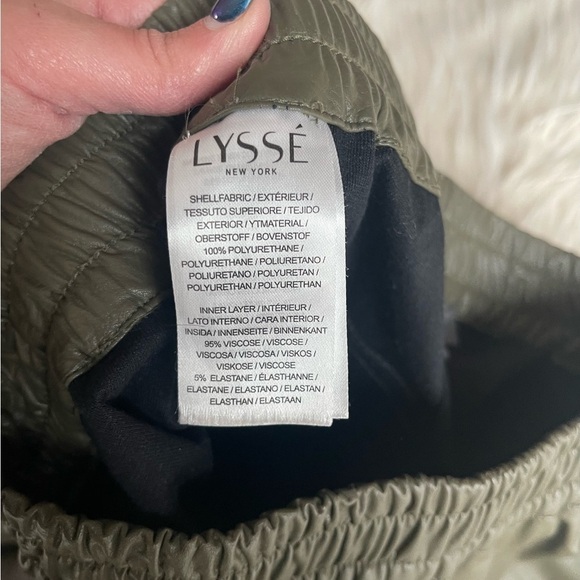 LYSSÉ
NEW YORK
SHELLFABRIC / EXTÉRIEUR /
TESSUTO SUPERIORE / TEJIDO
EXTERIOR / YTMATERIAL /
OBERSTOFF / BOVENSTOF
100% POLYURETHANE /
POLYURETHANE / POLIURETANO /
POLIURETANO / POLYURETAN /
POLYURETHAN / POLYURETHAN
INNER LAYER / INTÉRIEUR /
LATO INTERNO / CARA INTERIOR /
INSIDA / INNENSEITE / BINNENKANT
95% VISCOSE / VISCOSE /
VISCOSA / VISCOSA / VISKOS /
VISKOSE / VISCOSE
5% ELASTANE / ÉLASTHANNE /
ELASTANE / ELASTANO / ELASTAN /
ELASTHAN / ELASTAAN